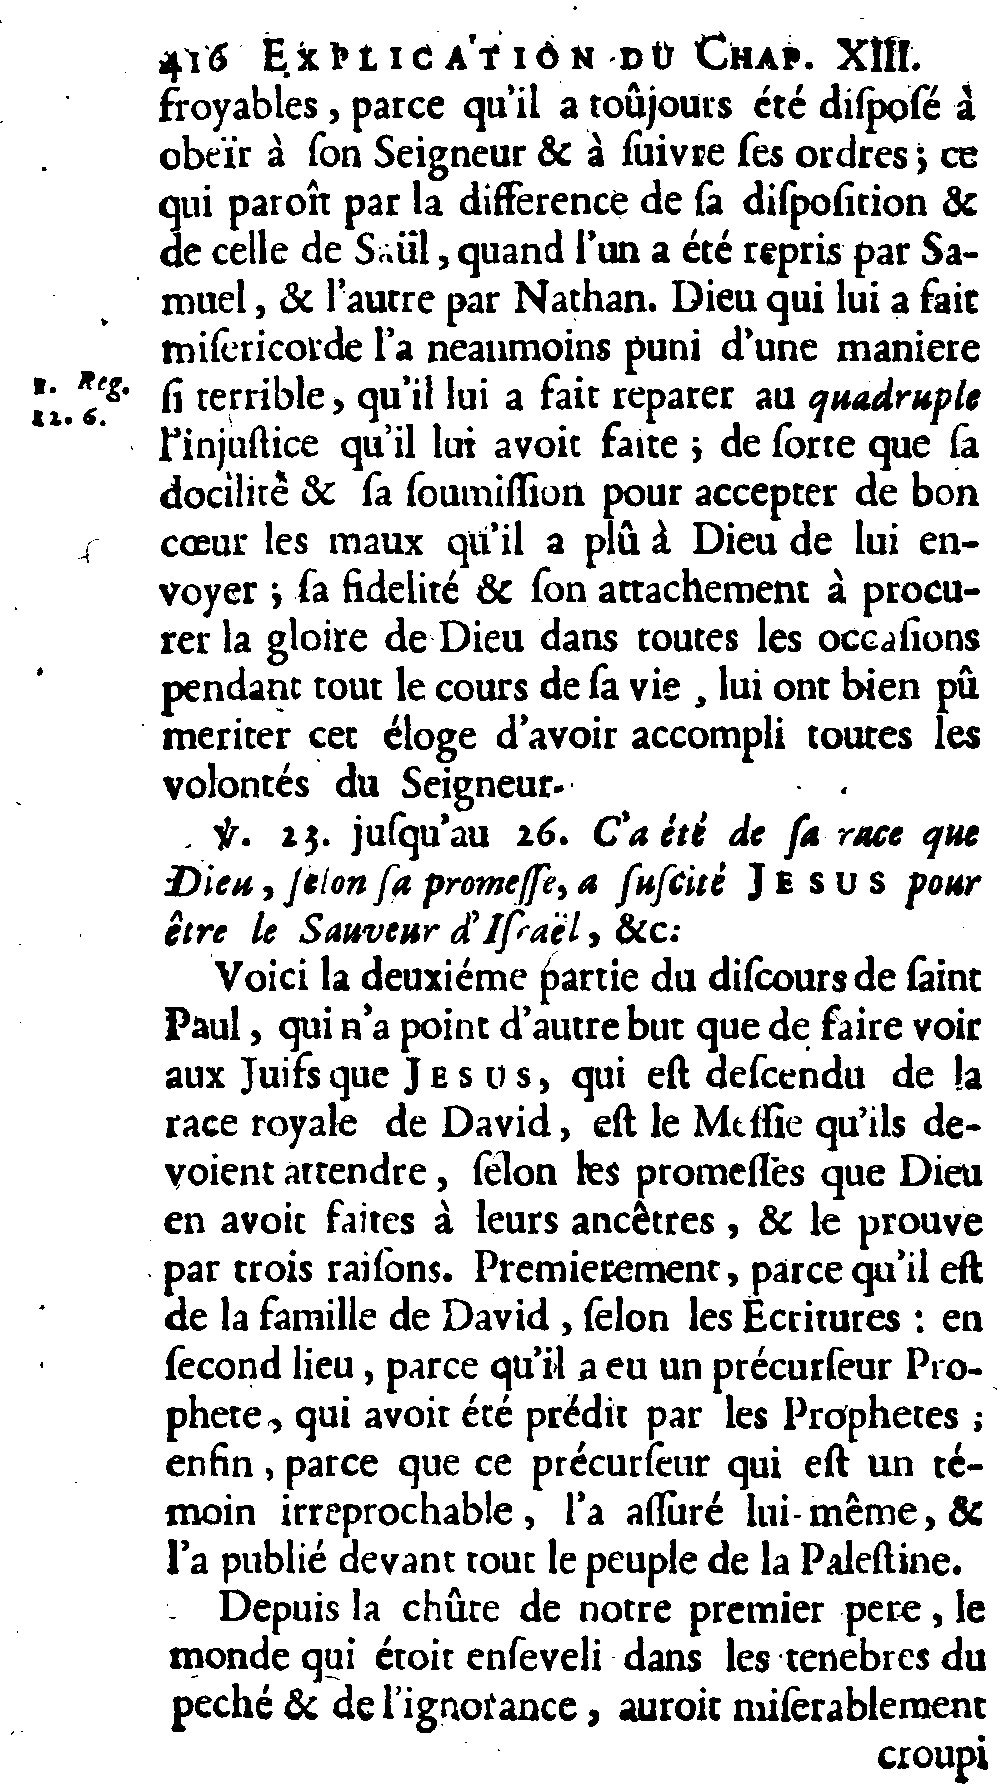 416 EXPLICATION DU CHAP. XIII.
froyables, parce qu'il a toûjours été diſpoſé à
obeïr à ſon Seigneur & à ſuivre ſes ordres; ce
qui paroît par la difference de ſa diſpoſition &
de celle de Saül, quand l'un a été repris par Sa-
muel, & l'autre par Nathan. Dieu qui lui a fait
miſericorde l'a neanmoins puni d'une maniere
1. Reg.
12. 6.
ſi terrible, qu'il lui a fait reparer au quadruple
l'injuſtice qu'il lui avoit faite; de ſorte que ſa
docilité & ſa ſoumiſſion pour accepter de bon
cœur les maux qu'il a plû à Dieu de lui en-
voyer; ſa fidelité & ſon attachement à procu-
rer la gloire de Dieu dans toutes les occaſions
pendant tout le cours de ſa vie, lui ont bien pû
meriter cet éloge d'avoir accompli toutes les
volontés du Seigneur.
℣. 23. juſqu'au 26. C'a été de ſa race que
Dieu, ſelon ſa promeſſe, a ſuſcité JESUS pour
être le Sauveur d'Iſraël, &c.
Voici la deuxiéme partie du diſcours de ſaint
Paul, qui n'a point d'autre but que de faire voir
aux Juifs que JESUS, qui eſt deſcendu de la
race royale de David, eſt le Meſſie qu'ils de-
voient attendre, ſelon les promeſſes que Dieu
en avoit faites à leurs ancêtres, & le prouve
par trois raiſons. Premierement, parce qu'il eſt
de la famille de David, ſelon les Ecritures: en
ſecond lieu, parce qu'il a eu un précurſeur Pro-
phete, qui avoit été prédit par les Prophetes;
enfin, parce que ce précurſeur qui eſt un té-
moin irreprochable, l'a aſſuré lui-même, &
l'a publié devant tout le peuple de la Paleſtine.
Depuis la chûte de notre premier pere, le
monde qui étoit enſeveli dans les tenebres du
peché & de l'ignorance, auroit miſerablement
croupi